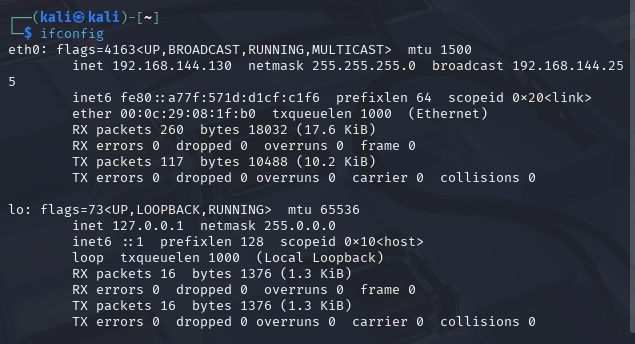 ┌──(kali㉿kali)-[~]
└─$ ifconfig
eth0: flags=4163<UP,BROADCAST,RUNNING,MULTICAST>  mtu 1500
        inet 192.168.144.130  netmask 255.255.255.0  broadcast 192.168.144.25
5
        inet6 fe80::a77f:571d:d1cf:c1f6  prefixlen 64  scopeid 0×20<link>
        ether 00:0c:29:08:1f:b0  txqueuelen 1000  (Ethernet)
        RX packets 260  bytes 18032 (17.6 KiB)
        RX errors 0  dropped 0  overruns 0  frame 0
        TX packets 117  bytes 10488 (10.2 KiB)
        TX errors 0  dropped 0 overruns 0  carrier 0  collisions 0

lo: flags=73<UP,LOOPBACK,RUNNING>  mtu 65536
        inet 127.0.0.1  netmask 255.0.0.0
        inet6 ::1  prefixlen 128  scopeid 0×10<host>
        loop  txqueuelen 1000  (Local Loopback)
        RX packets 16  bytes 1376 (1.3 KiB)
        RX errors 0  dropped 0  overruns 0  frame 0
        TX packets 16  bytes 1376 (1.3 KiB)
        TX errors 0  dropped 0 overruns 0  carrier 0  collisions 0